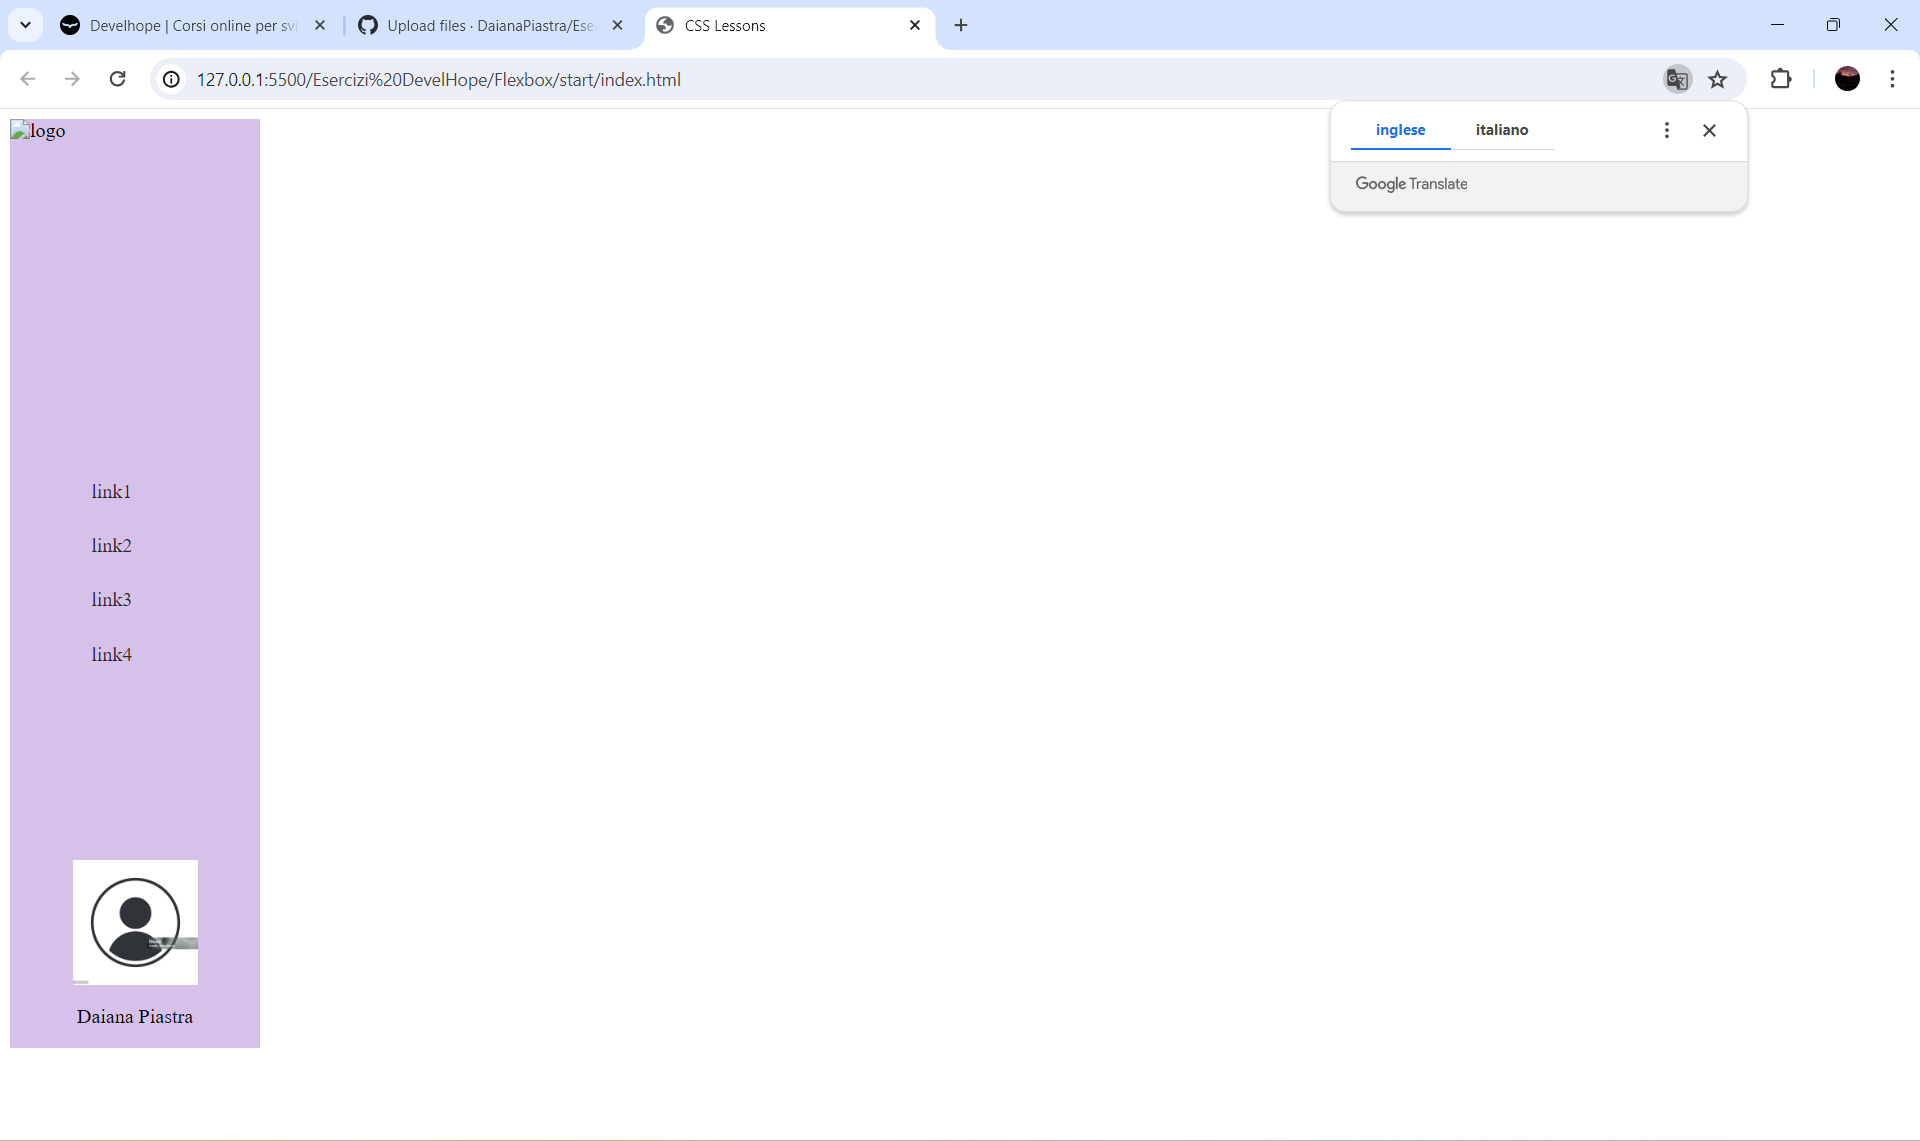 Develhope | Corsi online per svi
Upload files · DaianaPiastra/Ese
CSS Lessons
127.0.0.1:5500/Esercizi%20DevelHope/Flexbox/start/index.html
inglese
italiano
Google Translate
logo
link1
link2
link3
link4
Daiana Piastra